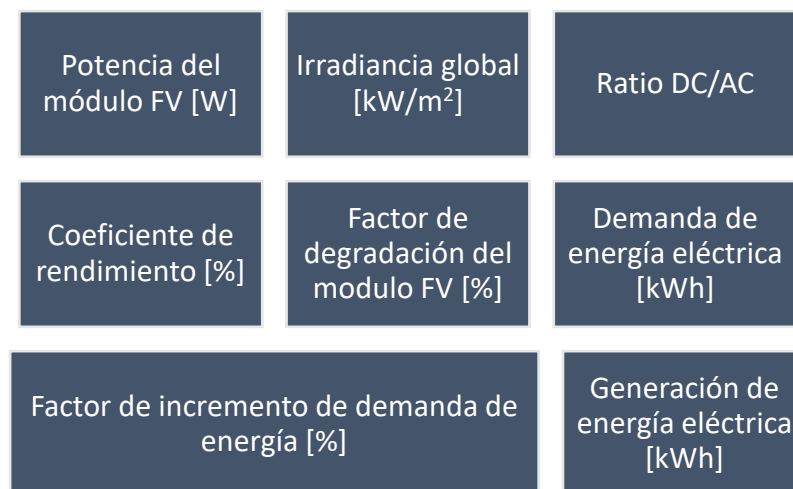 Potencia del
módulo FV [W]
Irradiancia global
[kW/m²]
Ratio DC/AC
Coeficiente de
rendimiento [%]
Factor de
degradación del
modulo FV [%]
Demanda de
energía eléctrica
[kWh]
Factor de incremento de demanda de
energía [%]
Generación de
energía eléctrica
[kWh]